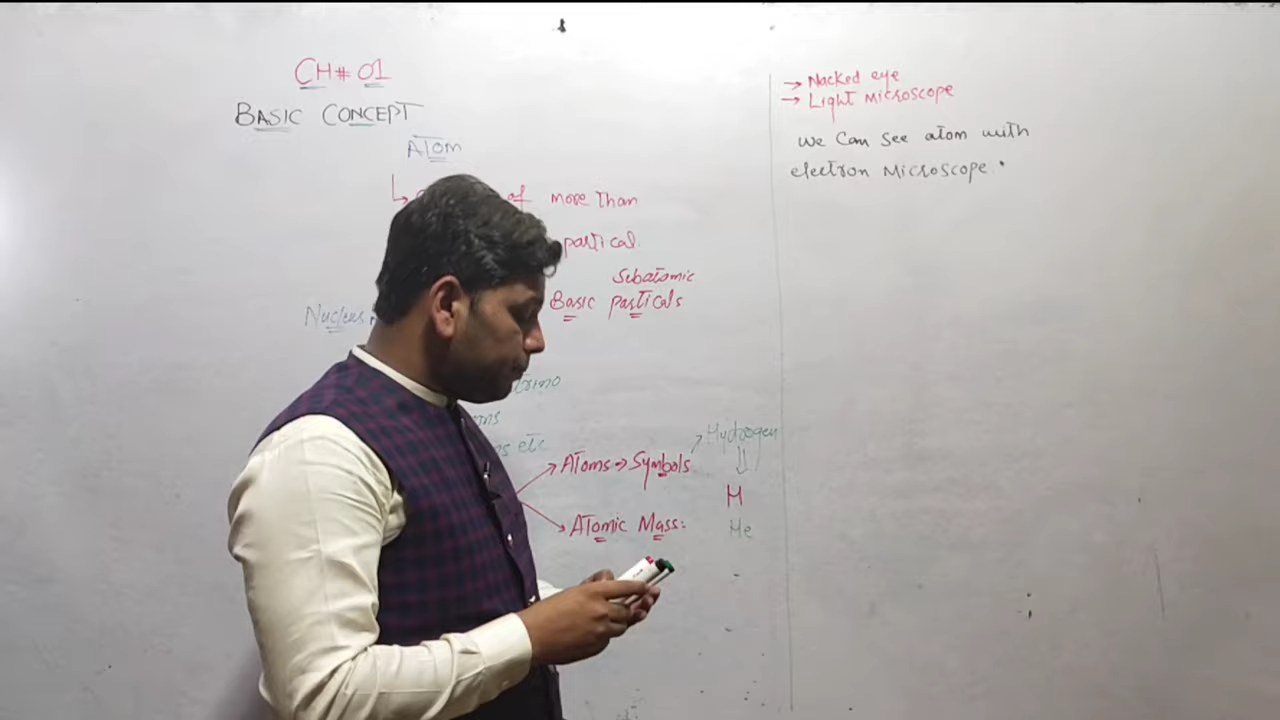 CH# 01
BASIC CONCEPT
ATOM
of more than
partical.
Subatomic
Nucleus Basic particals
etc
Atoms → Symbols
Atomic Mass:
Hydrogen
H
He
→ Nacked eye
→ Light Microscope
we can see atom with
electron Microscope.